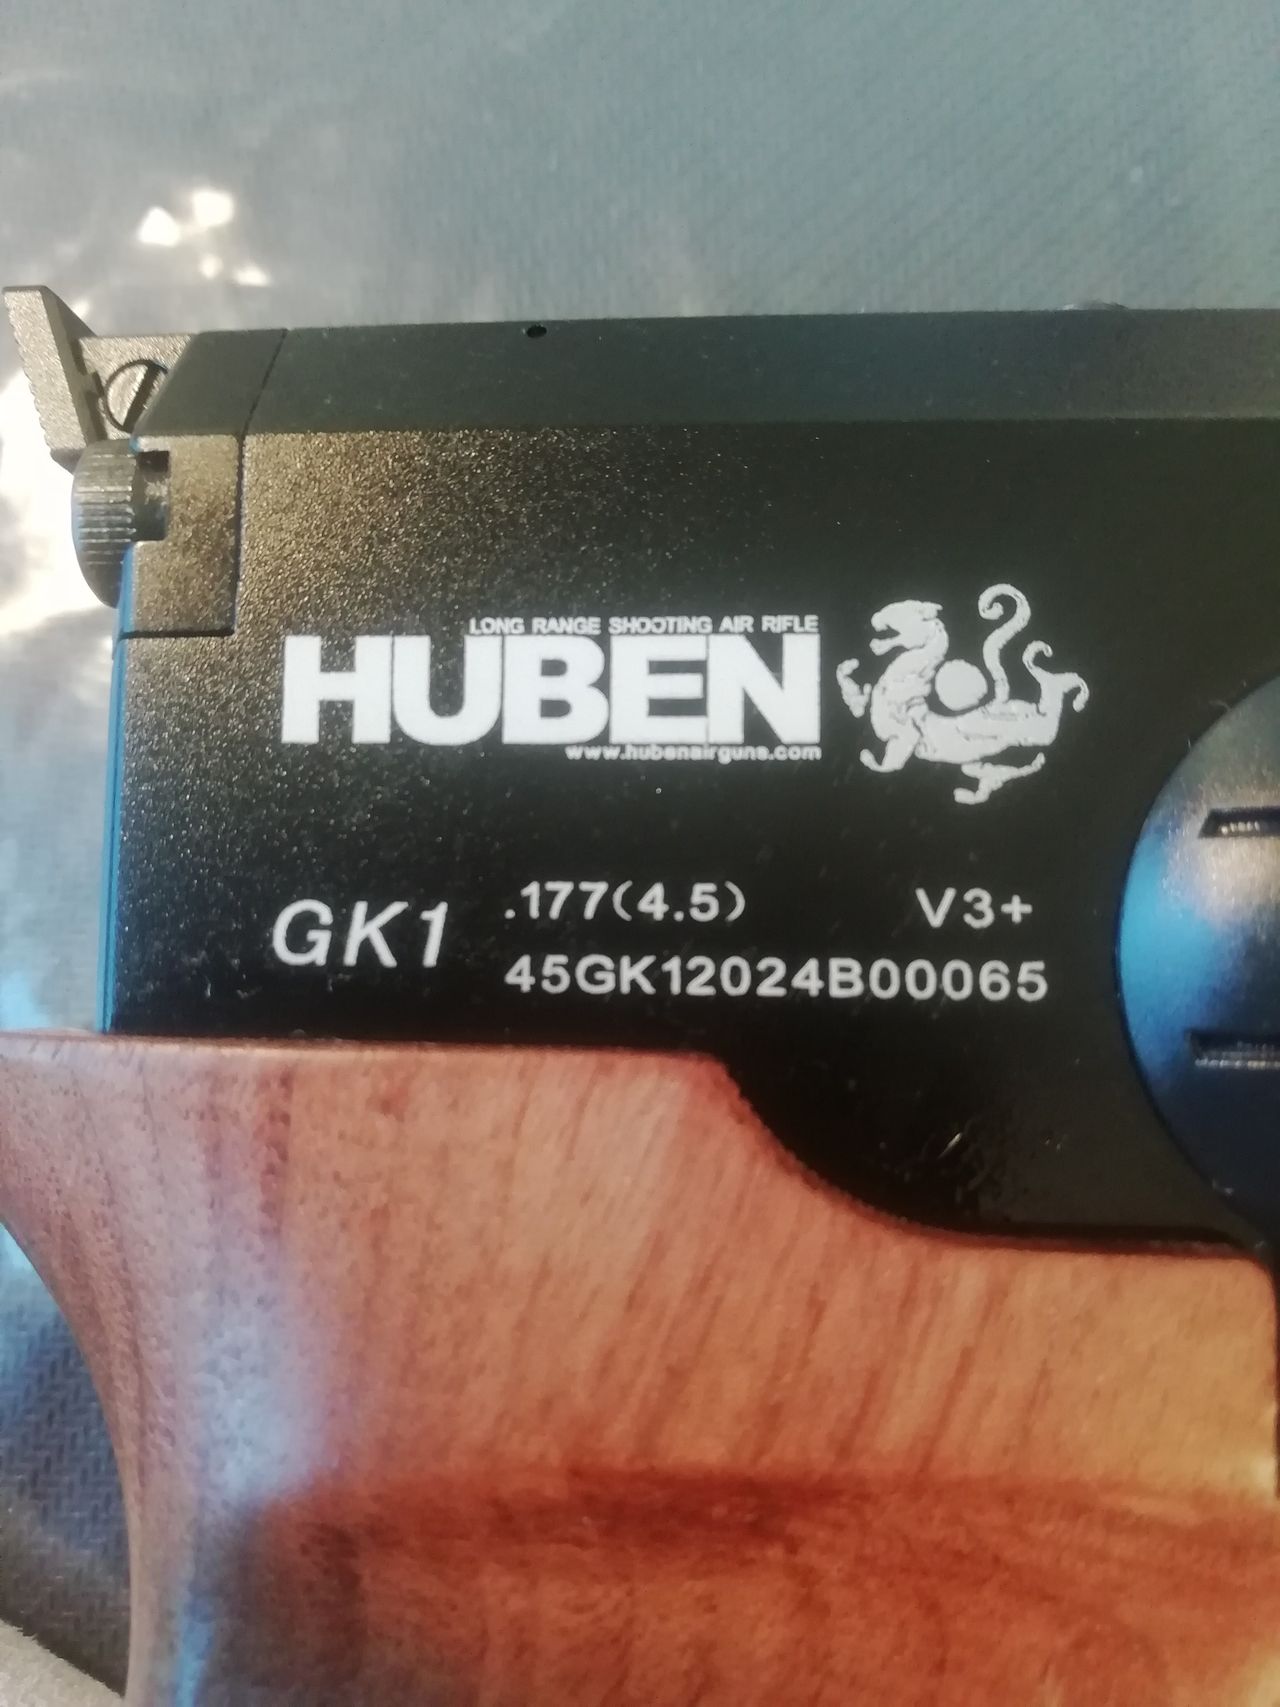 LONG RANGE SHOOTING AIR RIFLE
HUBEN
www.hubenairguns.com
GK1 .177(4.5) V3+
45GK12024B00065